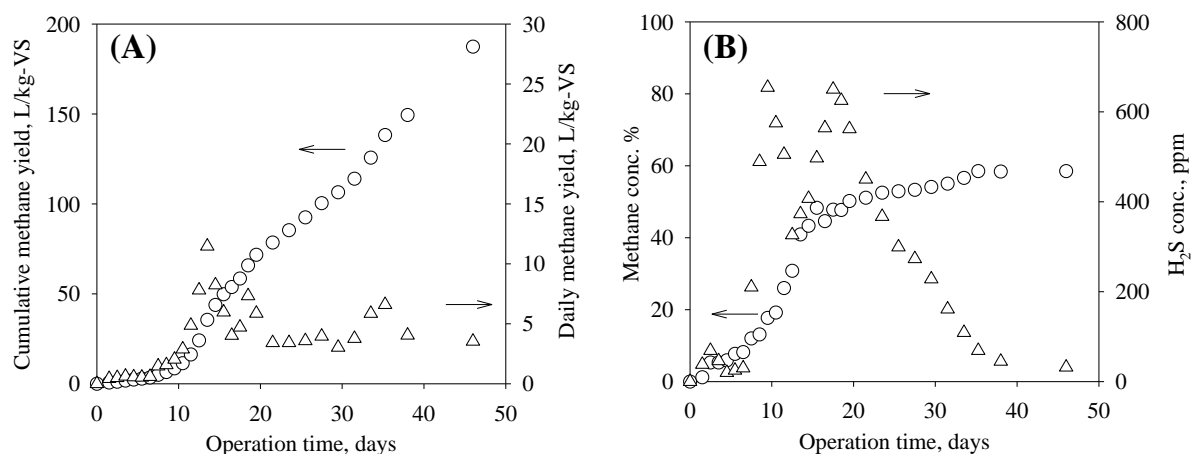 (A)
Cumulative methane yield, L/kg-VS
200
150
100
50
0
30
25
20
15
10
5
0
Daily methane yield, L/kg-VS
0 10 20 30 40 50
Operation time, days
(B)
Methane conc. %
100
80
60
40
20
0
800
600
400
200
0
H₂S conc., ppm
0 10 20 30 40 50
Operation time, days